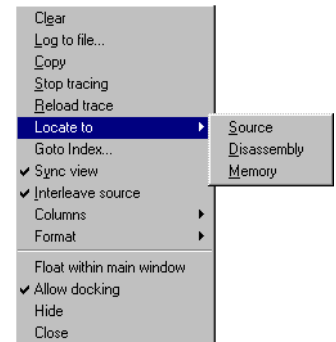 Clear
Log to file...
Copy
Stop tracing
Reload trace
Locate to
Source
Disassembly
Memory
Goto Index...
Sync view
Interleave source
Columns
Format
Float within main window
Allow docking
Hide
Close